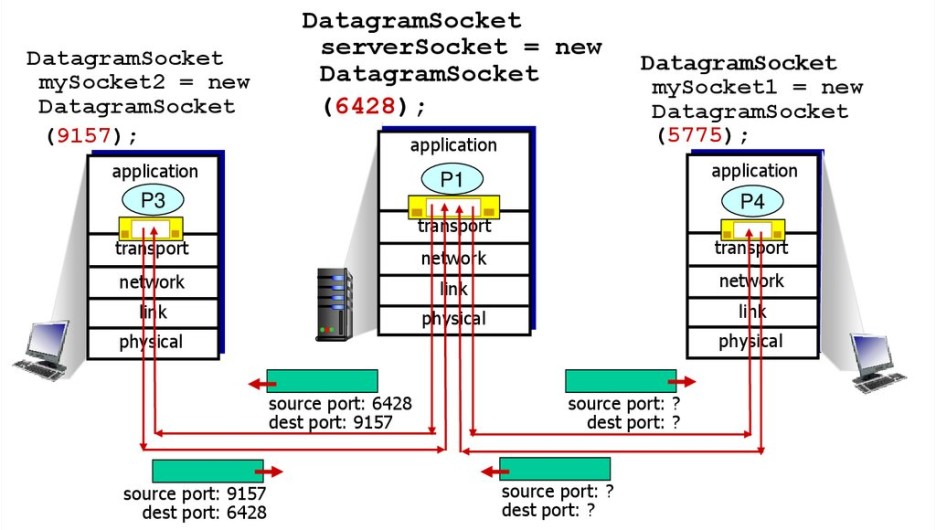 DatagramSocket
serverSocket = new
DatagramSocket
(6428);
DatagramSocket
mySocket2 = new
DatagramSocket
(9157);
DatagramSocket
mySocket1 = new
DatagramSocket
(5775);
application
P3
transport
network
link
physical
application
P1
transport
network
link
physical
application
P4
transport
network
link
physical
source port: 6428
dest port: 9157
source port: ?
dest port: ?
source port: 9157
dest port: 6428
source port: ?
dest port: ?